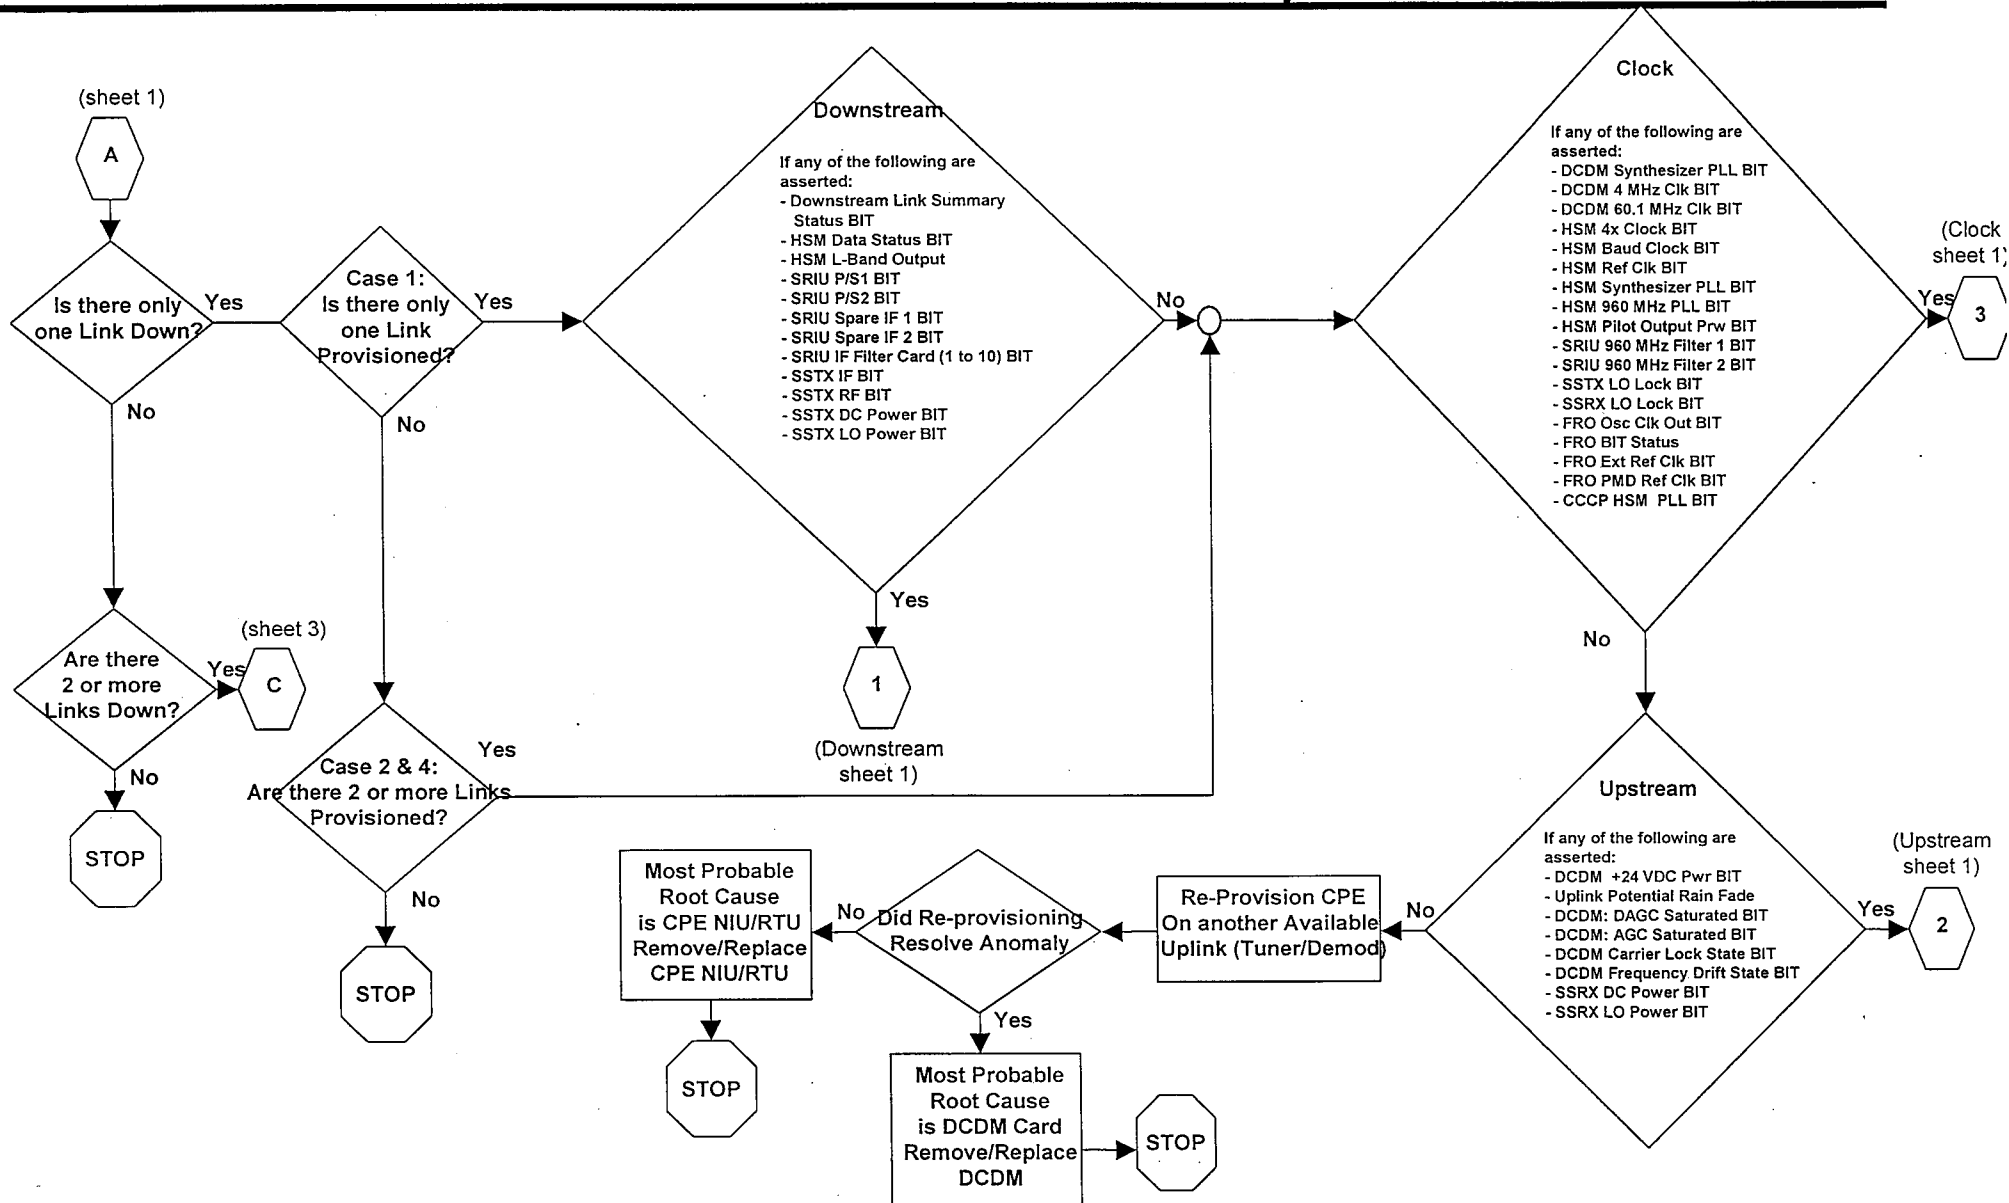 (sheet 1)
A
Is there only
one Link Down?
Yes
No
Are there
2 or more
Links Down?
Yes
(sheet 3)
C
No
STOP
Case 1:
Is there only
one Link
Provisioned?
Yes
No
Case 2 & 4:
Are there 2 or more Links
Provisioned?
Yes
No
STOP
Downstream
If any of the following are
asserted:
- Downstream Link Summary
Status BIT
- HSM Data Status BIT
- HSM L-Band Output
- SRIU P/S1 BIT
- SRIU P/S2 BIT
- SRIU Spare IF 1 BIT
- SRIU Spare IF 2 BIT
- SRIU IF Filter Card (1 to 10) BIT
- SSTX IF BIT
- SSTX RF BIT
- SSTX DC Power BIT
- SSTX LO Power BIT
No
Yes
1
(Downstream
sheet 1)
Clock
If any of the following are
asserted:
- DCDM Synthesizer PLL BIT
- DCDM 4 MHz Clk BIT
- DCDM 60.1 MHz Clk BIT
- HSM 4x Clock BIT
- HSM Baud Clock BIT
- HSM Ref Clk BIT
- HSM Synthesizer PLL BIT
- HSM 960 MHz PLL BIT
- HSM Pilot Output Prw BIT
- SRIU 960 MHz Filter 1 BIT
- SRIU 960 MHz Filter 2 BIT
- SSTX LO Lock BIT
- SSRX LO Lock BIT
- FRO Osc Clk Out BIT
- FRO BIT Status
- FRO Ext Ref Clk BIT
- FRO PMD Ref Clk BIT
- CCCP HSM PLL BIT
(Clock
sheet 1)
Yes
3
No
Upstream
If any of the following are
asserted:
- DCDM +24 VDC Pwr BIT
- Uplink Potential Rain Fade
- DCDM: DAGC Saturated BIT
- DCDM: AGC Saturated BIT
- DCDM Carrier Lock State BIT
- DCDM Frequency Drift State BIT
- SSRX DC Power BIT
- SSRX LO Power BIT
(Upstream
sheet 1)
Yes
2
No
Re-Provision CPE
On another Available
Uplink (Tuner/Demod)
Did Re-provisioning
Resolve Anomaly
No
Most Probable
Root Cause
is CPE NIU/RTU
Remove/Replace
CPE NIU/RTU
STOP
Yes
Most Probable
Root Cause
is DCDM Card
Remove/Replace
DCDM
STOP